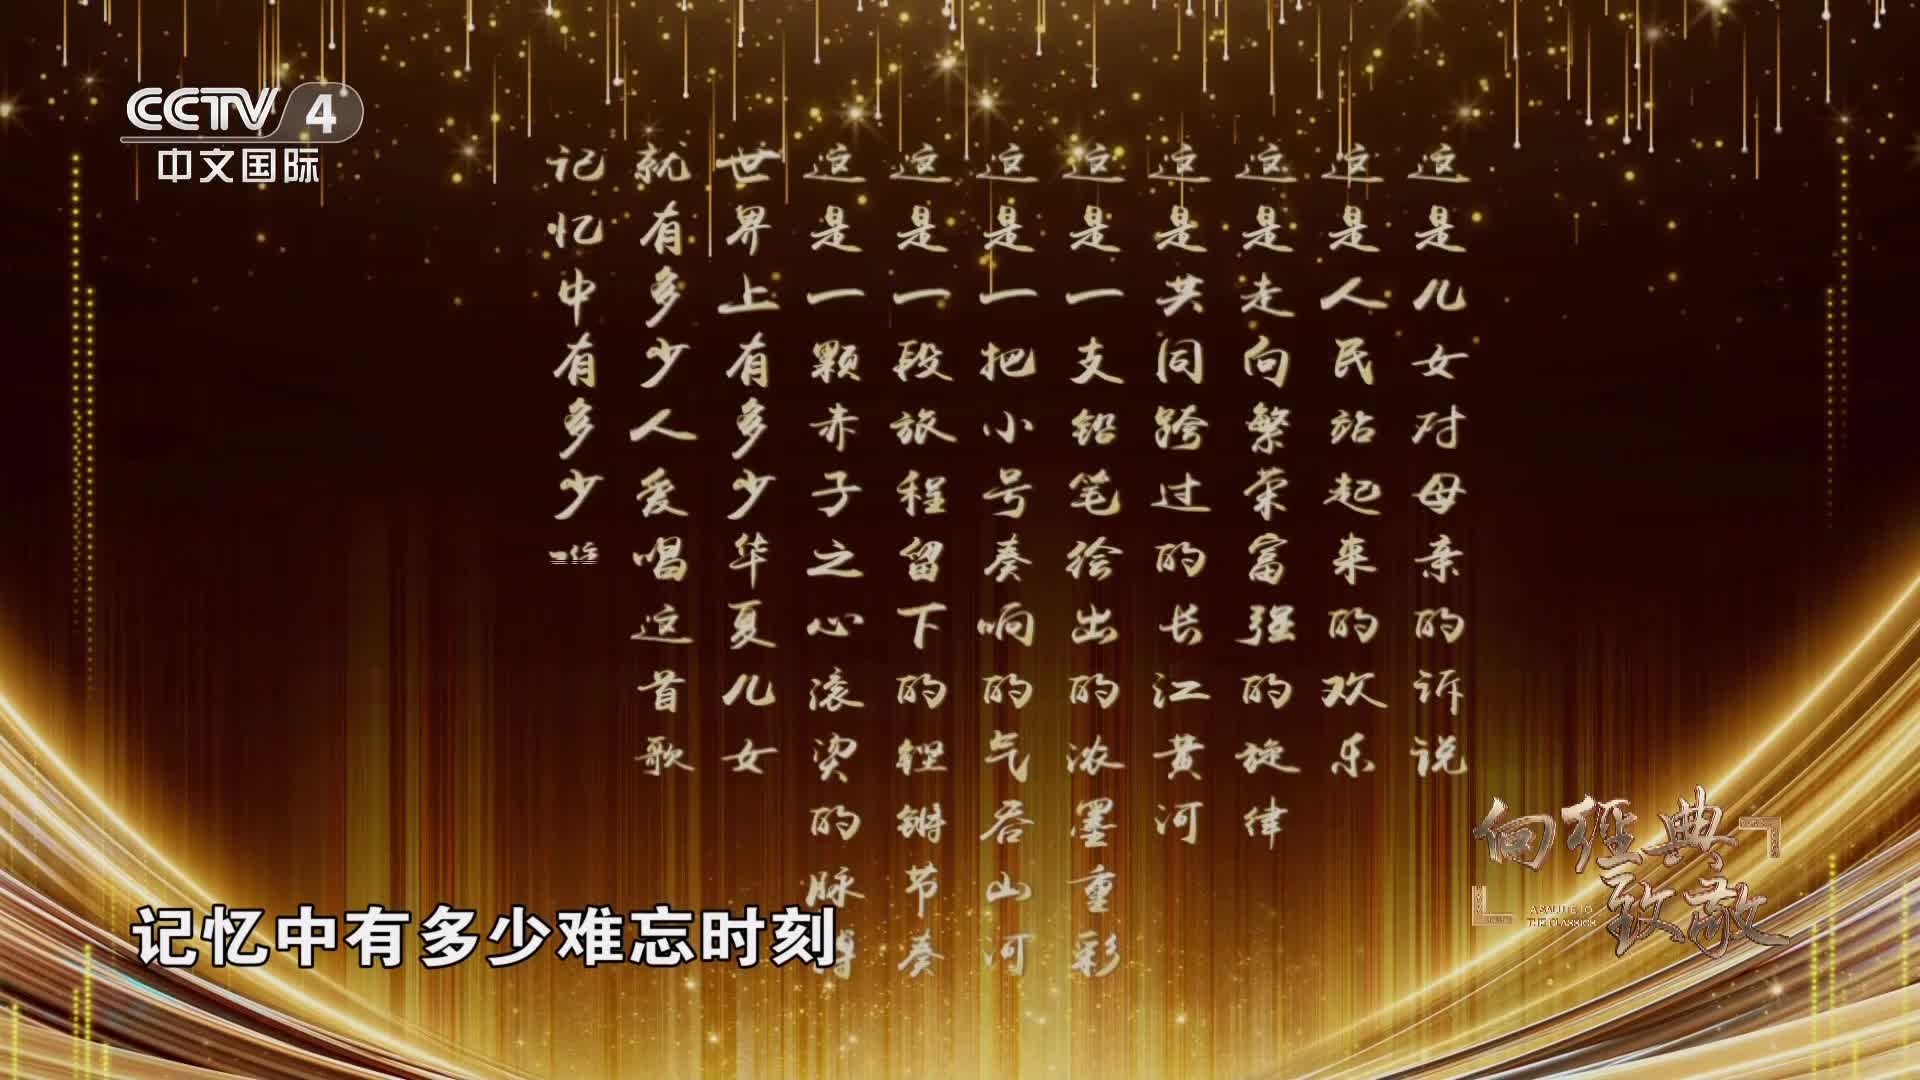 CCTV 4
中文国际
这是儿女对母亲的诉说
这是人民站起来的欢乐
这是走向繁荣富强的旋律
这是共同跨过的长江黄河
这是一支铅笔绘出的浓墨重彩
这是一把小号奏响的气吞山河
这是一段旅程留下的铿锵节奏
这是一颗赤子之心滚烫的脉搏
世界上有多少华夏儿女
就有多少人爱唱这首歌
记忆中有多少
记忆中有多少难忘时刻
向经典
致敬
A SALUTE TO
THE CLASSICS